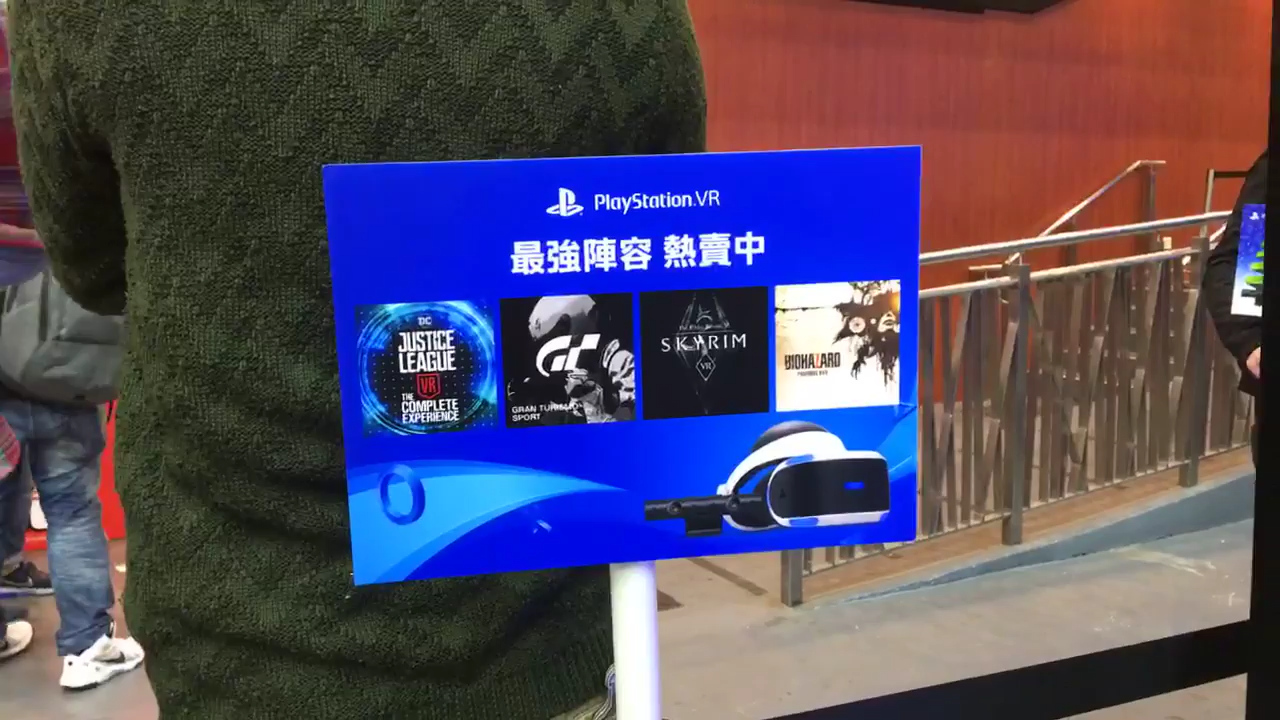 PlayStation.VR
最強陣容 熱賣中
DC
JUSTICE
LEAGUE
VR
THE
COMPLETE
EXPERIENCE
GT
GRAN TURISMO
SPORT
SKYRIM
VR
BIOHAZARD